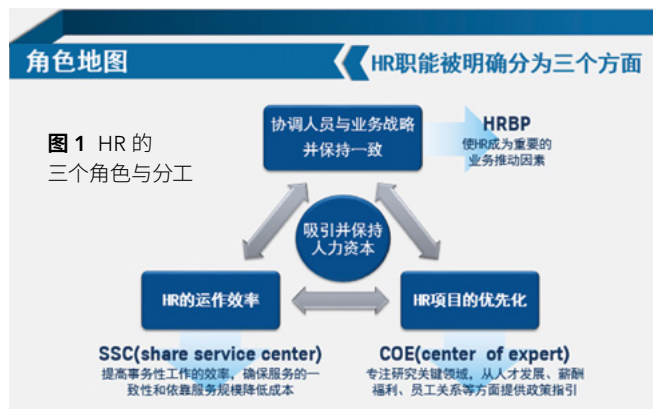 角色地图
HR职能被明确分为三个方面
图1 HR 的
三个角色与分工
协调人员与业务战略
并保持一致
HRBP
使HR成为重要的
业务推动因素
吸引并保持
人力资本
HR的运作效率
HR项目的优先化
SSC(share service center)
提高事务性工作的效率，确保服务的一
致性和依靠服务规模降低成本
COE(center of expert)
专注研究关键领域，从人才发展、薪酬
福利、员工关系等方面提供政策指引